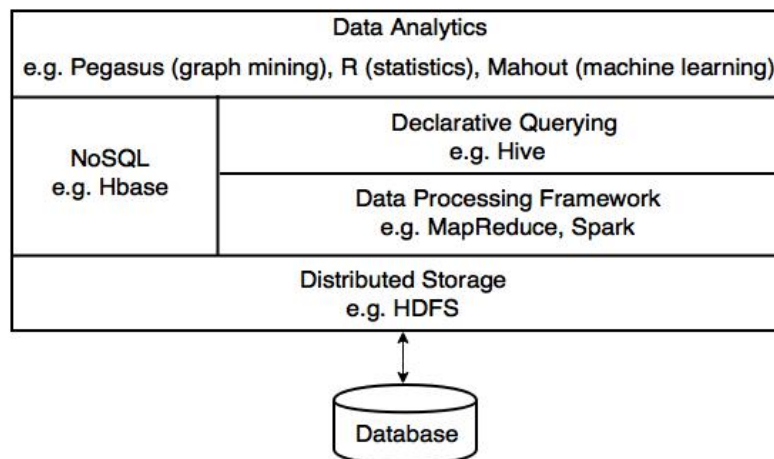 Data Analytics
e.g. Pegasus (graph mining), R (statistics), Mahout (machine learning)
NoSQL
e.g. Hbase
Declarative Querying
e.g. Hive
Data Processing Framework
e.g. MapReduce, Spark
Distributed Storage
e.g. HDFS
Database